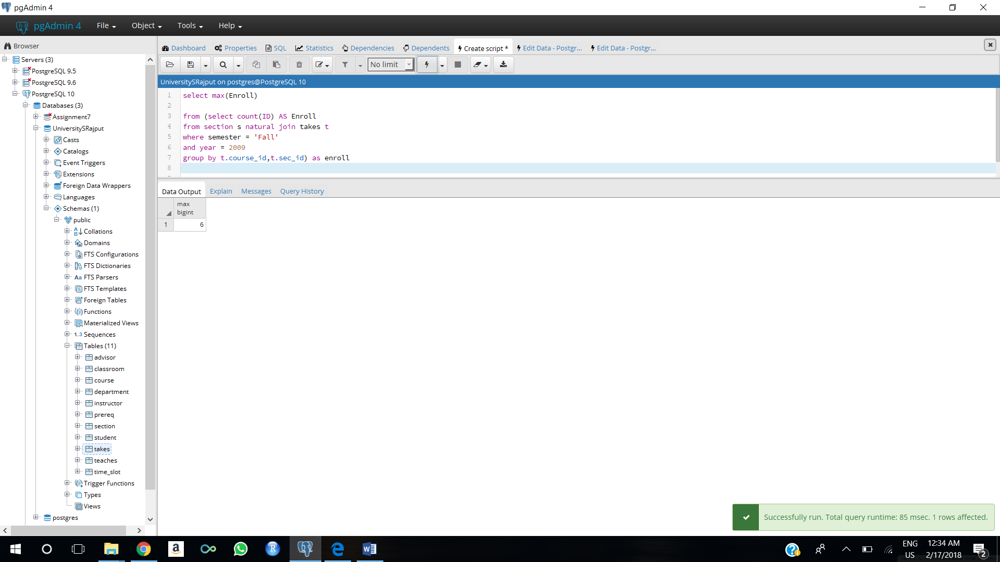 pgAdmin 4
pgAdmin 4 File Object Tools Help
Browser
Servers (3)
PostgreSQL 9.5
PostgreSQL 9.6
PostgreSQL 10
Databases (3)
Assignment7
UniversitySRajput
Casts
Catalogs
Event Triggers
Extensions
Foreign Data Wrappers
Languages
Schemas (1)
public
Collations
Domains
FTS Configurations
FTS Dictionaries
FTS Parsers
FTS Templates
Foreign Tables
Functions
Materialized Views
1..3 Sequences
Tables (11)
advisor
classroom
course
department
instructor
prereq
section
student
takes
teaches
time_slot
Trigger Functions
Types
Views
postgres
Dashboard Properties SQL Statistics Dependencies Dependents Create script * Edit Data - Postgr... Edit Data - Postgr...
No limit
UniversitySRajput on postgres@PostgreSQL 10
1 select max(Enroll)
2
3 from (select count(ID) AS Enroll
4 from section s natural join takes t
5 where semester = 'Fall'
6 and year = 2009
7 group by t.course_id,t.sec_id) as enroll
8
Data Output Explain Messages Query History
max
bigint
1 6
Successfully run. Total query runtime: 85 msec. 1 rows affected.
ENG
US
12:34 AM
2/17/2018
2